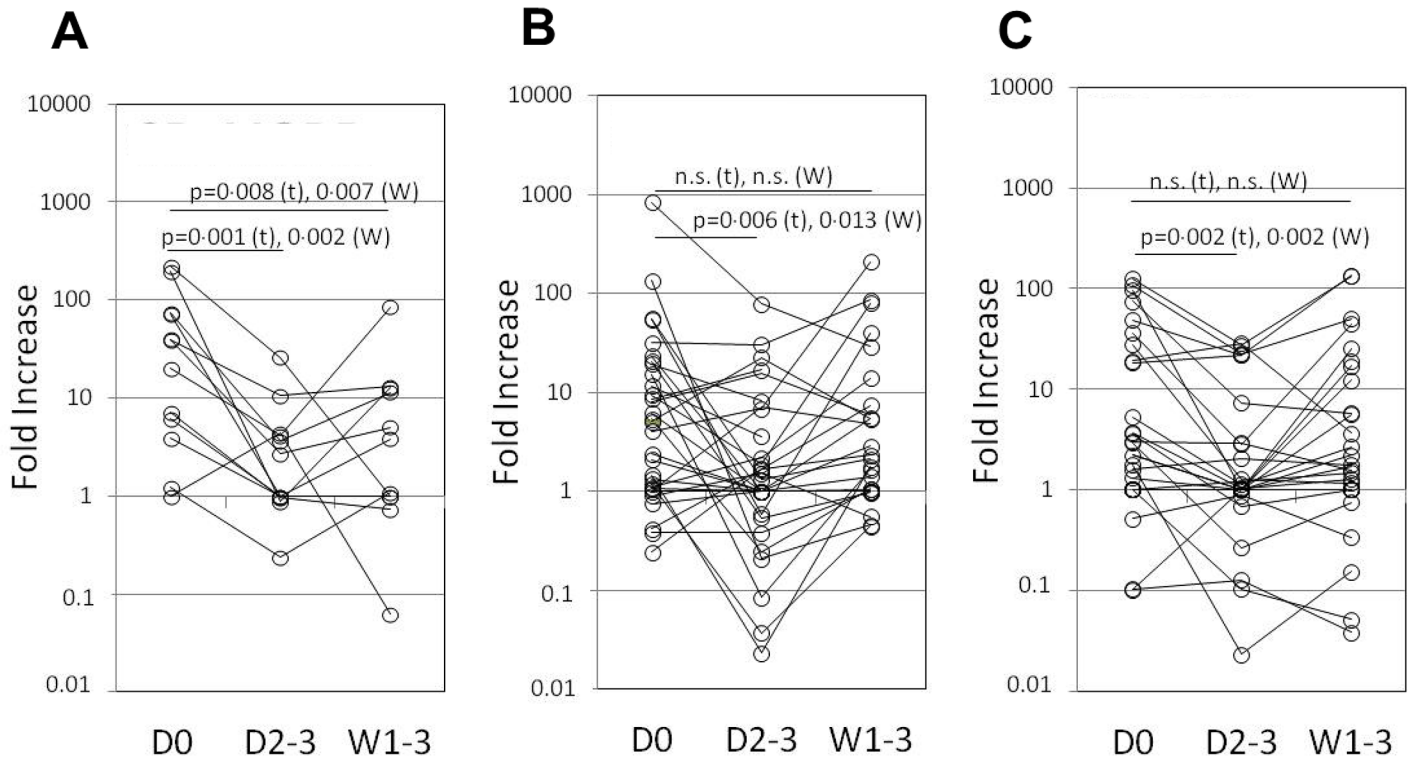 A
10000
1000
100
10
1
0.1
0.01
Fold Increase
p=0·008 (t), 0·007 (W)
p=0·001 (t), 0·002 (W)
D0 D2-3 W1-3
B
10000
1000
100
10
1
0.1
0.01
Fold Increase
n.s. (t), n.s. (W)
p=0·006 (t), 0·013 (W)
D0 D2-3 W1-3
C
10000
1000
100
10
1
0.1
0.01
Fold Increase
n.s. (t), n.s. (W)
p=0·002 (t), 0·002 (W)
D0 D2-3 W1-3